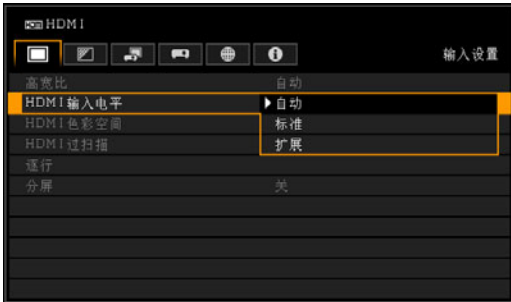 HDMI
输入设置
高宽比 自动
HDMI输入电平 自动
HDMI色彩空间 标准
HDMI过扫描 扩展
逐行
分屏 关